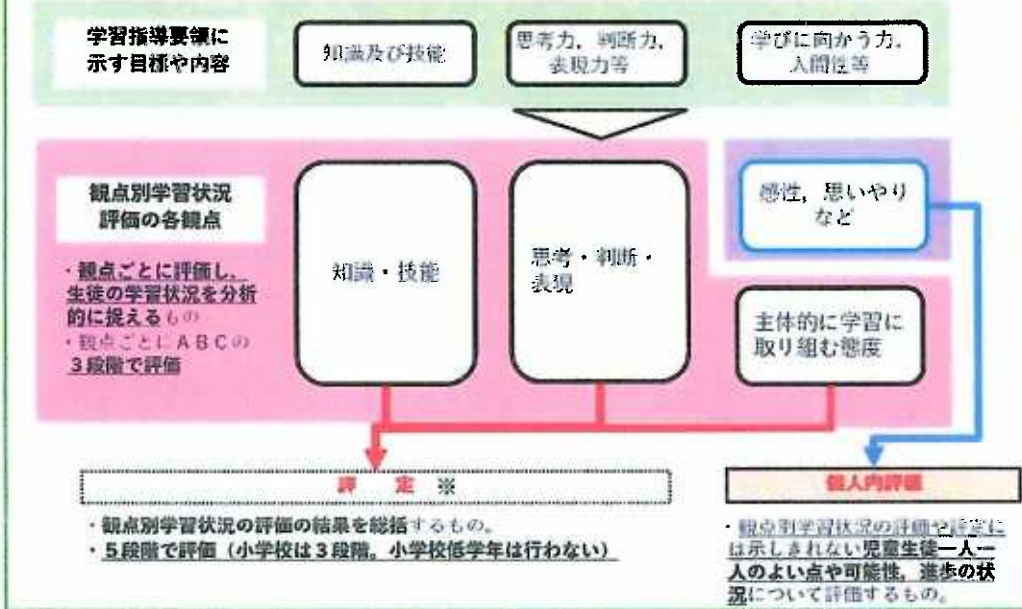 学習指導要領に
示す目標や内容
知識及び技能
思考力，判断力，
表現力等
学びに向かう力，
人間性等
観点別学習状況
評価の各観点
・観点ごとに評価し，
生徒の学習状況を分析
的に捉えるもの
・観点ごとにＡＢＣの
３段階で評価
知識・技能
思考・判断・
表現
感性，思いやり
など
主体的に学習に
取り組む態度
評　定　※
・観点別学習状況の評価の結果を総括するもの。
・５段階で評価（小学校は３段階。小学校低学年は行わない）
個人内評価
・観点別学習状況の評価や評定に
は示しきれない児童生徒一人一
人のよい点や可能性，進歩の状
況について評価するもの。